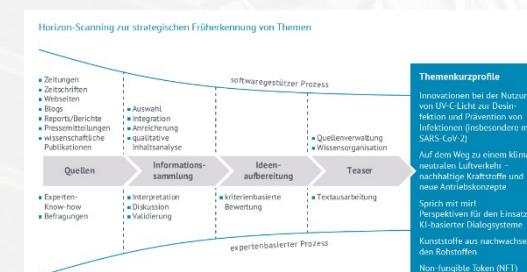 Horizon-Scanning zur strategischen Früherkennung von Themen
softwaregestützter Prozess
Zeitungen
Zeitschriften
Webseiten
Blogs
Reports/Berichte
Pressemitteilungen
wissenschaftliche
Publikationen
Auswahl
Integration
Anreicherung
qualitative
Inhaltsanalyse
Quellenverwaltung
Wissensorganisation
Quellen
Informations-
sammlung
Ideen-
aufbereitung
Teaser
Experten-
Know-how
Befragungen
Interpretation
Diskussion
Validierung
kriterienbasierte
Bewertung
Textausarbeitung
expertenbasierter Prozess
Themenkurzprofile
Innovationen bei der Nutzun
von UV-C-Licht zur Desin-
fektion und Prävention von
Infektionen (insbesondere m
SARS-CoV-2)
Auf dem Weg zu einem klima
neutralen Luftverkehr –
nachhaltige Kraftstoffe und
neue Antriebskonzepte
Sprich mit mir!
Perspektiven für den Einsatz
KI-basierter Dialogsysteme
Kunststoffe aus nachwachse
den Rohstoffen
Non-fungible Token (NFT)